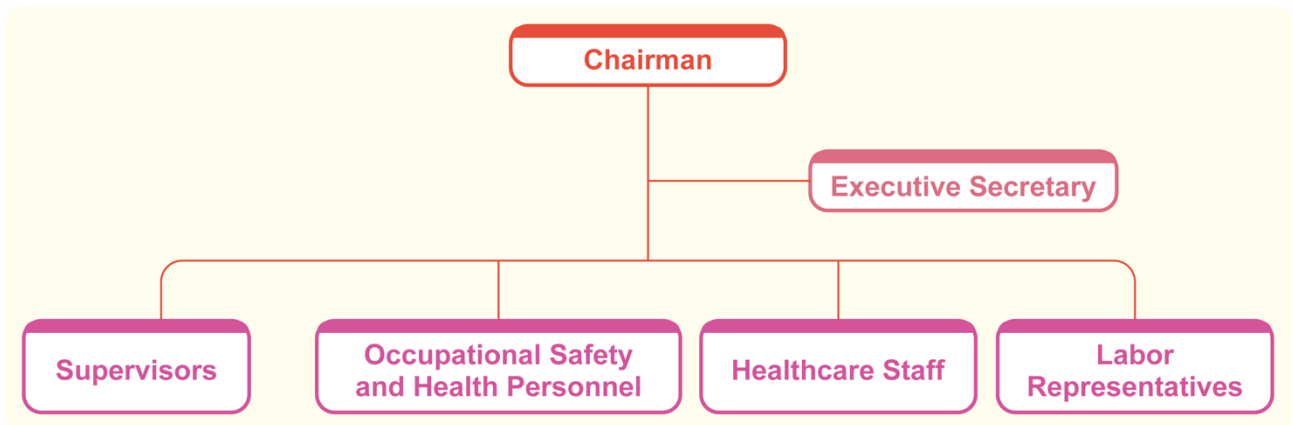 Chairman
Executive Secretary
Supervisors
Occupational Safety
and Health Personnel
Healthcare Staff
Labor
Representatives